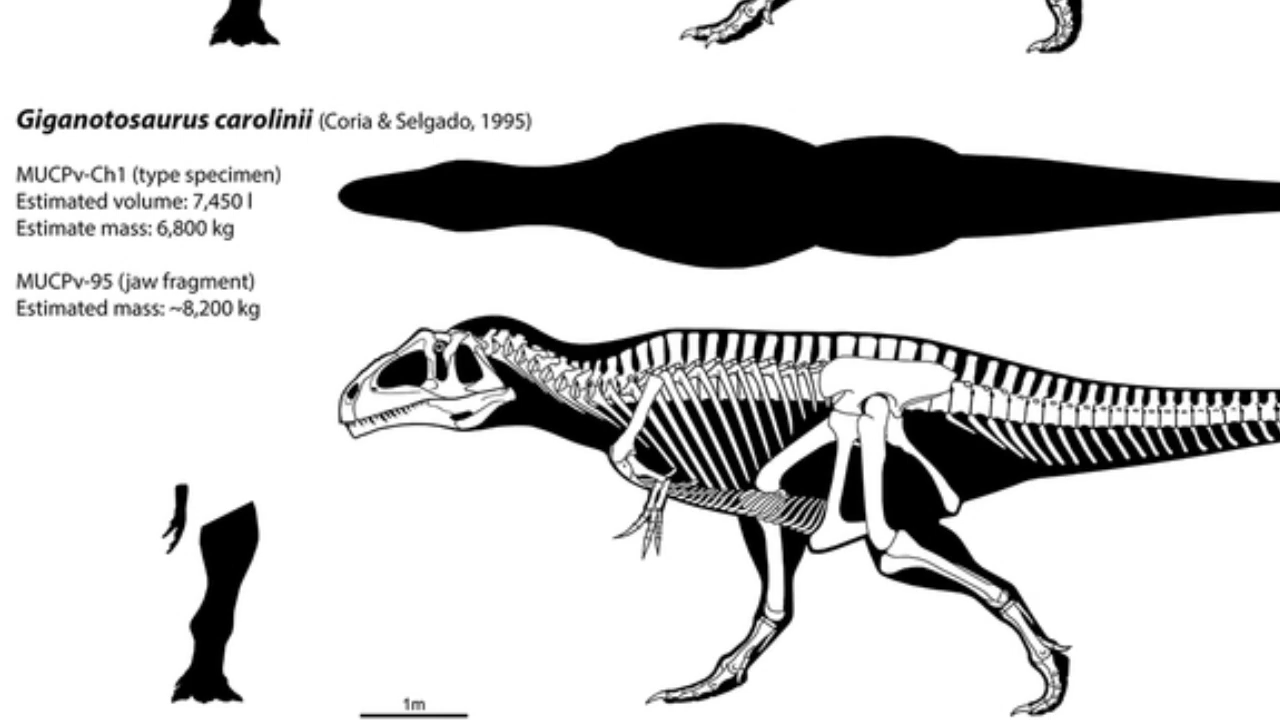 Giganotosaurus carolinii (Coria & Selgado, 1995)
MUCPv-Ch1 (type specimen)
Estimated volume: 7,450 l
Estimate mass: 6,800 kg
MUCPv-95 (jaw fragment)
Estimated mass: ~8,200 kg
1m